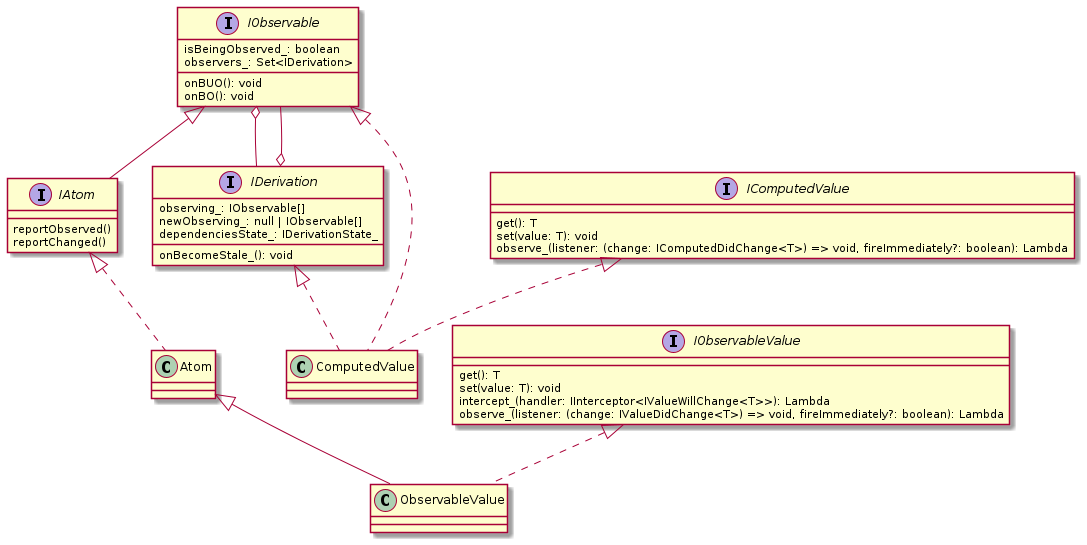 I IObservable
isBeingObserved_: boolean
observers_: Set<IDerivation>
onBUO(): void
onBO(): void
I IAtom
reportObserved()
reportChanged()
I IDerivation
observing_: IObservable[]
newObserving_: null | IObservable[]
dependenciesState_: IDerivationState_
onBecomeStale_(): void
I IComputedValue
get(): T
set(value: T): void
observe_(listener: (change: IComputedDidChange<T>) => void, fireImmediately?: boolean): Lambda
C Atom
C ComputedValue
I IObservableValue
get(): T
set(value: T): void
intercept_(handler: IInterceptor<IValueWillChange<T>>): Lambda
observe_(listener: (change: IValueDidChange<T>) => void, fireImmediately?: boolean): Lambda
C ObservableValue